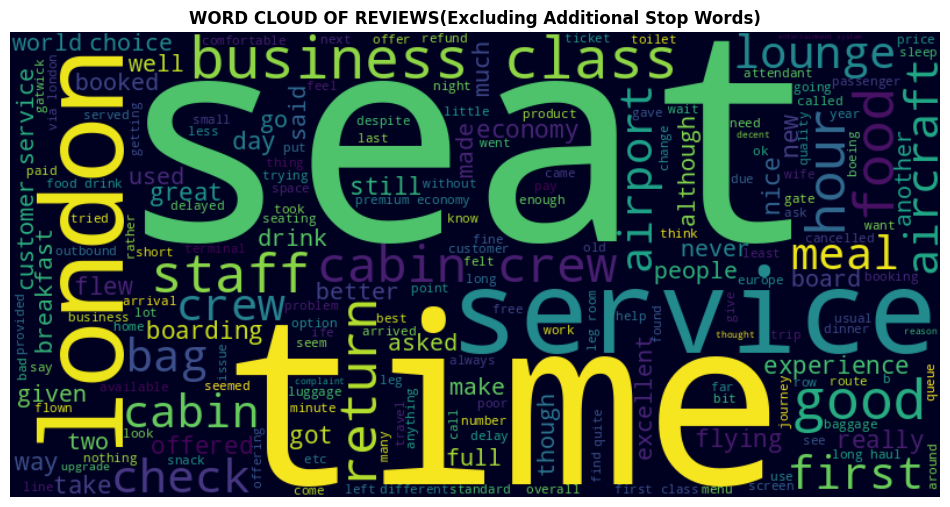 WORD CLOUD OF REVIEWS(Excluding Additional Stop Words)
world choice
comfortable
next
offer
refund
ticket
toilet
price
business class
lounge
sleep
well
much
night
attendant
passenger
booked
feel
going
gatwick
via london
customer service
london
seat
served
getting
said
go
little
despite
product
gave
wait
called
year
small
put
made
economy
airport
change
although
need
decent
new
quality
boeing
hour
food
aircraft
less
day
last
went
ok
wife
another
paid
thing
trying
still
without
came
nice
due
gate
food drink
used
great
space
premium economy
enough
pay
ask
want
tried
delayed
took
seating
know
think
rather
drink
fine
old
never
least
cancelled
outbound
terminal
customer
felt
people
europe
meal
breakfast
short
staff
cabin crew
long
board
booking
flew
better
point
service
arrival
crew
problem
free
leg room
give
usual
business
lot
option
best
life
arrived
work
help
found
trip
dinner
reason
home
boarding
seem
asked
thought
bad
provided
say
issue
bag
time
return
always
experience
given
available
seemed
complaint
luggage
leg
make
excellent
far
row
route
b
queue
flown
cabin
minute
travel
anything
poor
bit
journey
good
look
many
call
number
though
baggage
two
offered
got
delay
flying
see
really
nothing
way
upgrade
snack
offering
etc
full
find
quite
long haul
line
take
check
come
left
different
standard
overall
first class
menu
screen
use
first
around